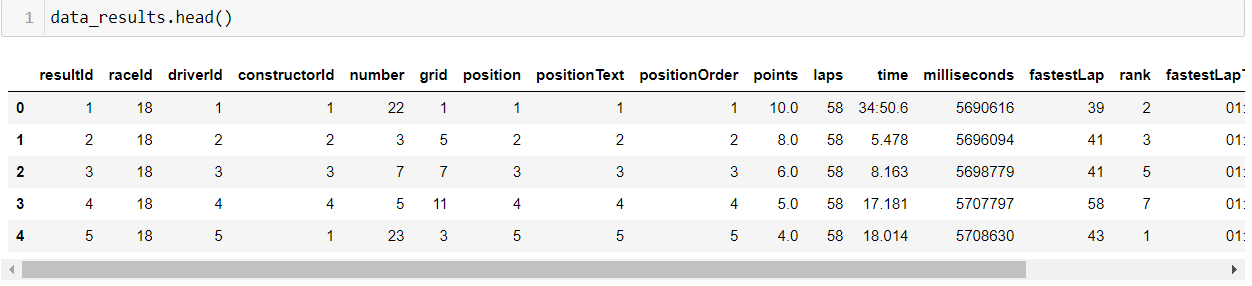 1 data_results.head()
resultId raceId driverId constructorId number grid position positionText positionOrder points laps time milliseconds fastestLap rank fastestLapT
0 1 18 1 1 22 1 1 1 1 10.0 58 34:50.6 5690616 39 2 01:
1 2 18 2 2 3 5 2 2 2 8.0 58 5.478 5696094 41 3 01:
2 3 18 3 3 7 7 3 3 3 6.0 58 8.163 5698779 41 5 01:
3 4 18 4 4 5 11 4 4 4 5.0 58 17.181 5707797 58 7 01:
4 5 18 5 1 23 3 5 5 5 4.0 58 18.014 5708630 43 1 01: